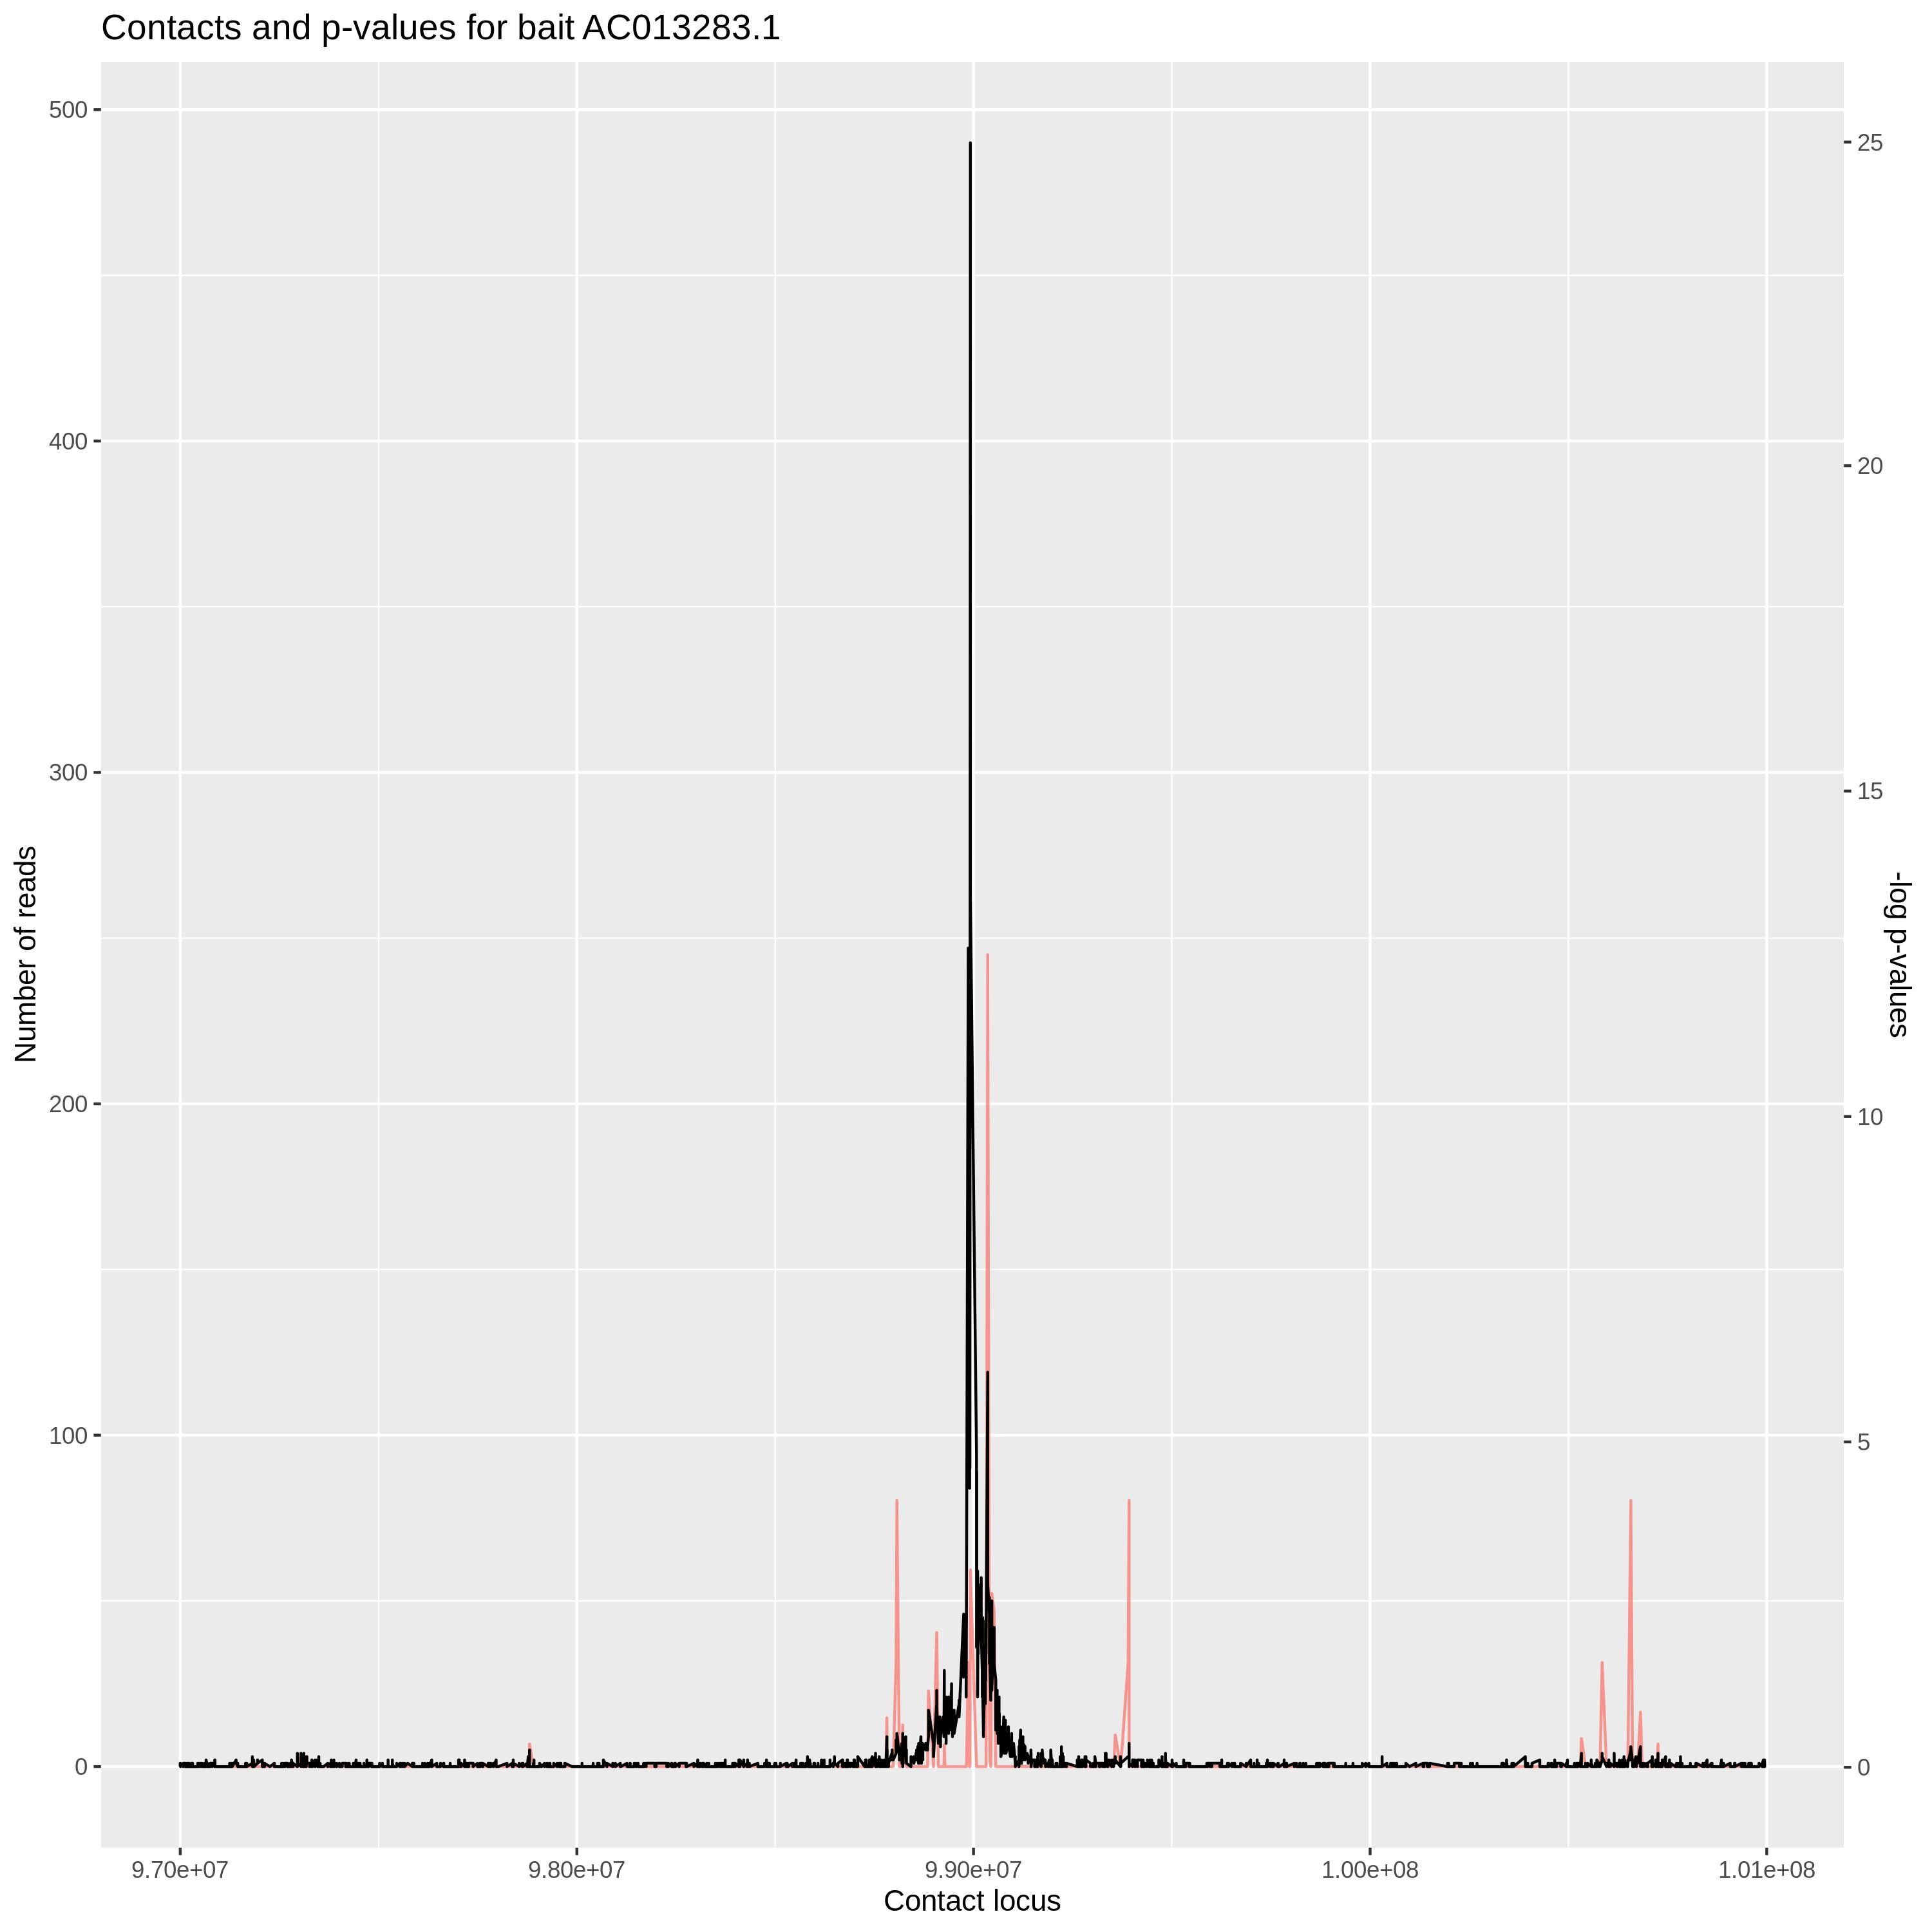 Contacts and p-values for bait AC013283.1
500
400
300
200
100
0
Number of reads
25
20
15
10
5
0
-log p-values
9.70e+07
9.80e+07
9.90e+07
1.00e+08
1.01e+08
Contact locus